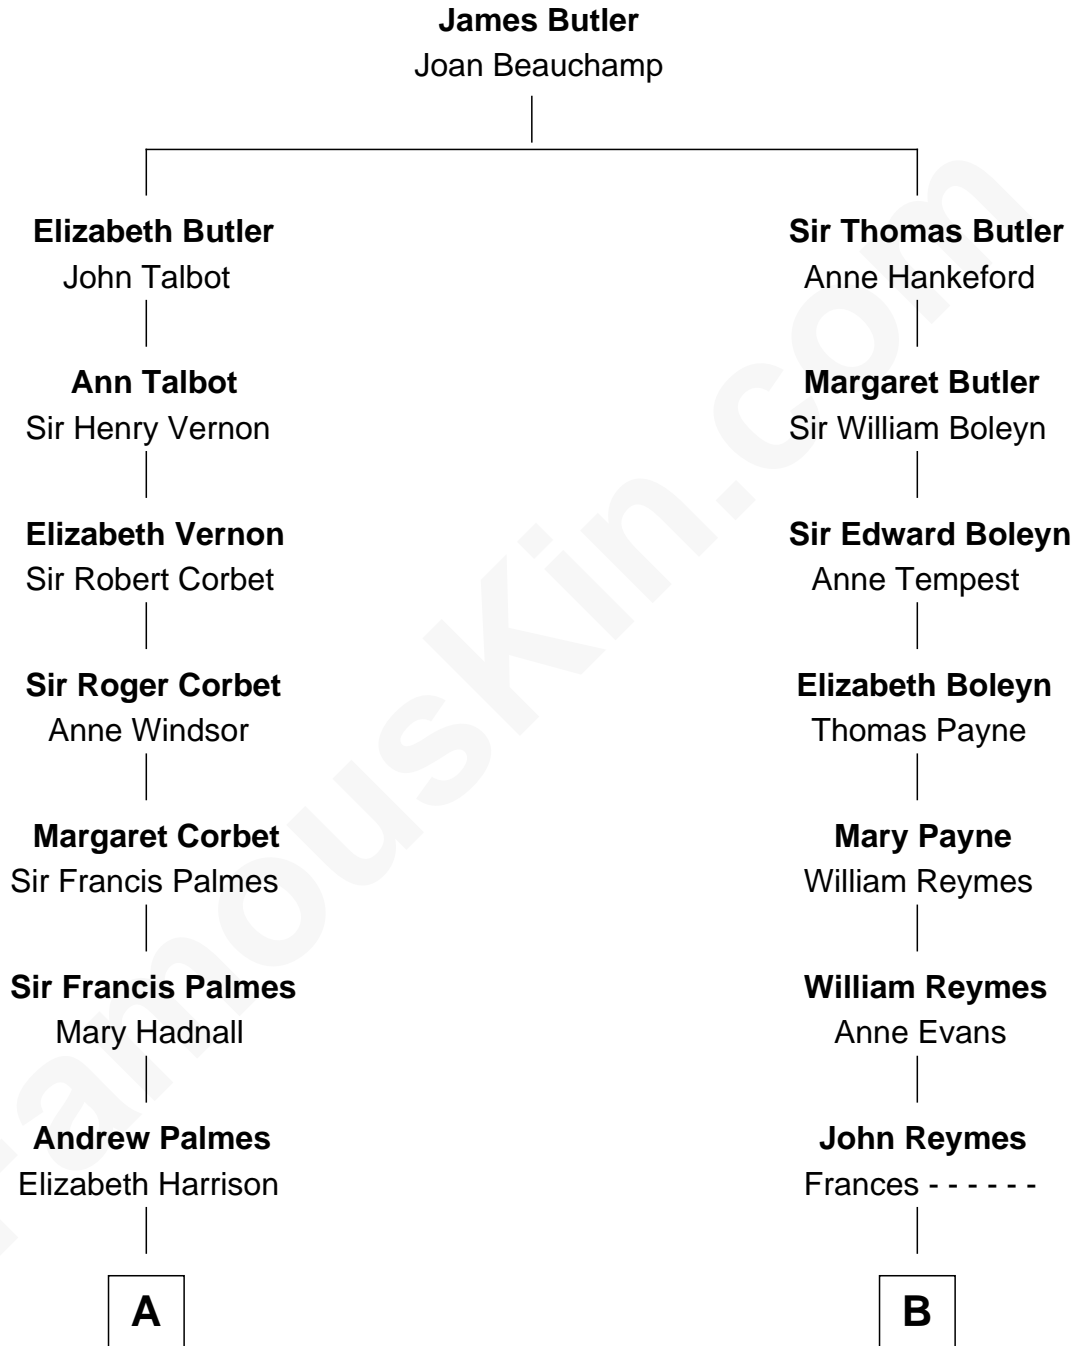 James Butler
Joan Beauchamp
Elizabeth Butler
John Talbot
Sir Thomas Butler
Anne Hankeford
Ann Talbot
Sir Henry Vernon
Margaret Butler
Sir William Boleyn
Elizabeth Vernon
Sir Robert Corbet
Sir Edward Boleyn
Anne Tempest
Sir Roger Corbet
Anne Windsor
Elizabeth Boleyn
Thomas Payne
Margaret Corbet
Sir Francis Palmes
Mary Payne
William Reymes
Sir Francis Palmes
Mary Hadnall
William Reymes
Anne Evans
Andrew Palmes
Elizabeth Harrison
John Reymes
Frances - - - - - -
A
B
FamousKin.com